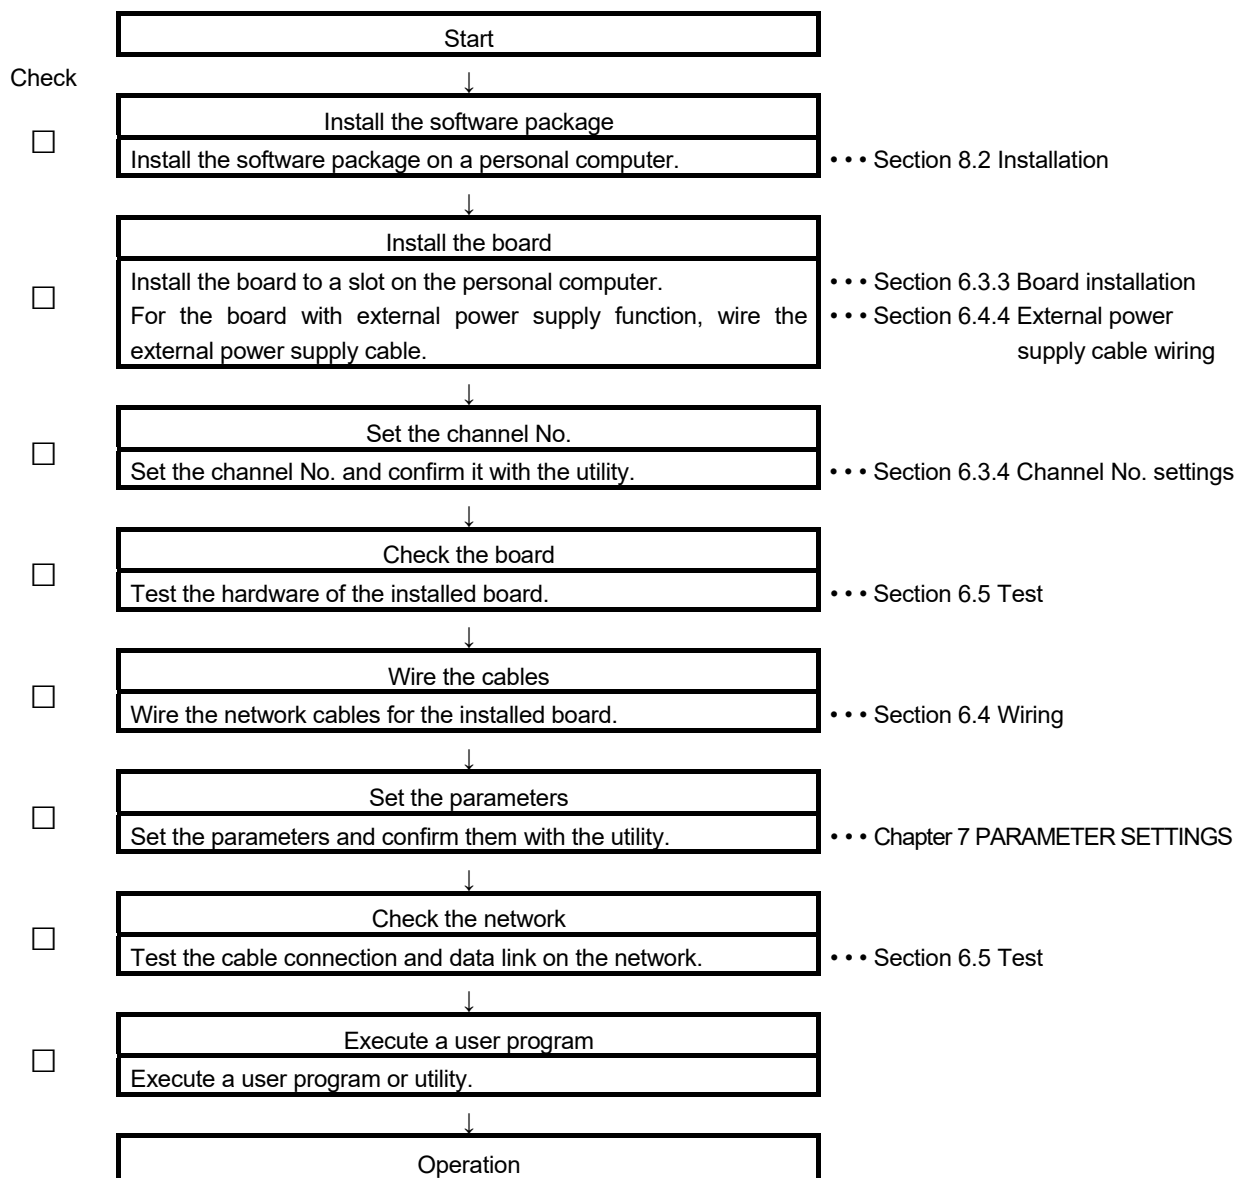 Start
Check
↓
Install the software package
□
Install the software package on a personal computer. • • • Section 8.2 Installation
↓
Install the board
Install the board to a slot on the personal computer. • • • Section 6.3.3 Board installation
□
For the board with external power supply function, wire the • • • Section 6.4.4 External power
external power supply cable. supply cable wiring
↓
Set the channel No.
□
Set the channel No. and confirm it with the utility. • • • Section 6.3.4 Channel No. settings
↓
Check the board
□
Test the hardware of the installed board. • • • Section 6.5 Test
↓
Wire the cables
□
Wire the network cables for the installed board. • • • Section 6.4 Wiring
↓
Set the parameters
□
Set the parameters and confirm them with the utility. • • • Chapter 7 PARAMETER SETTINGS
↓
Check the network
□
Test the cable connection and data link on the network. • • • Section 6.5 Test
↓
Execute a user program
□
Execute a user program or utility.
↓
Operation